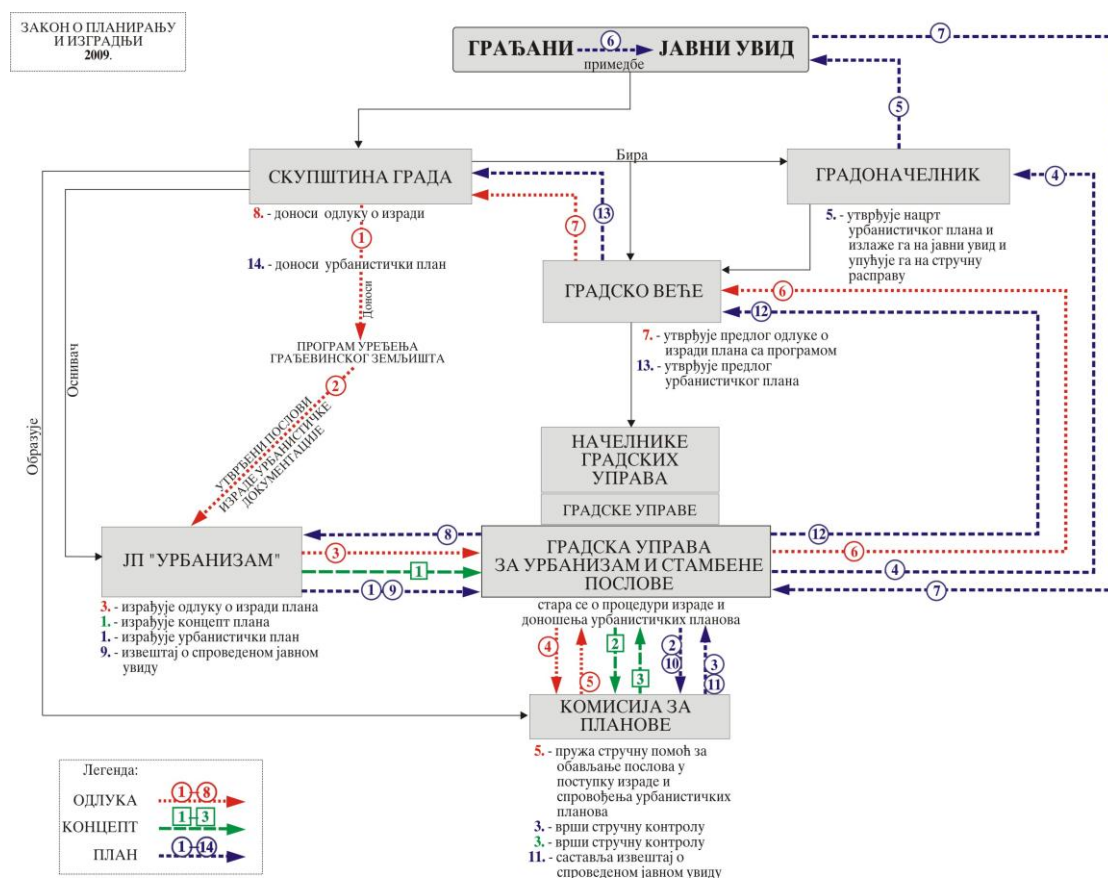 ЗАКОН О ПЛАНИРАЊУ
И ИЗГРАДЊИ
2009.
ГРАЂАНИ 6 ЈАВНИ УВИД
примедбе
7
5
Бира
СКУПШТИНА ГРАДА
ГРАДОНАЧЕЛНИК
4
8. - доноси одлуку о изради
1
14. - доноси урбанистички план
7
13
5. - утврђује нацрт
урбанистичког плана и
излаже га на јавни увид и
упућује га на стручну
расправу
ГРАДСКО ВЕЋЕ
6
12
Доноси
7. - утврђује предлог одлуке о
изради плана са програмом
13. - утврђује предлог
урбанистичког плана
ПРОГРАМ УРЕЂЕЊА
ГРАЂЕВИНСКОГ ЗЕМЉИШТА
2
УТВРЂЕНИ ПОСЛОВИ
ИЗРАДЕ УРБАНИСТИЧКЕ
ДОКУМЕНТАЦИЈЕ
Оснивач
Образује
НАЧЕЛНИКЕ
ГРАДСКИХ
УПРАВА
ГРАДСКЕ УПРАВЕ
ЈП "УРБАНИЗАМ"
8
3
1
1 9
ГРАДСКА УПРАВА
ЗА УРБАНИЗАМ И СТАМБЕНЕ
ПОСЛОВЕ
12
6
4
7
3. - израђује одлуку о изради плана
1. - израђује концепт плана
1. - израђује урбанистички план
9. - извештај о спроведеном јавном
увиду
стара се о процедури израде и
доношења урбанистичких планова
4
5
2
3
2
10
3
11
КОМИСИЈА ЗА
ПЛАНОВЕ
5. - пружа стручну помоћ за
обављање послова у
поступку израде и
спровођења урбанистичких
планова
3. - врши стручну контролу
3. - врши стручну контролу
11. - саставља извештај о
спроведеном јавном увиду
Легенда:
ОДЛУКА 1-8
КОНЦЕПТ 1-3
ПЛАН 1-14